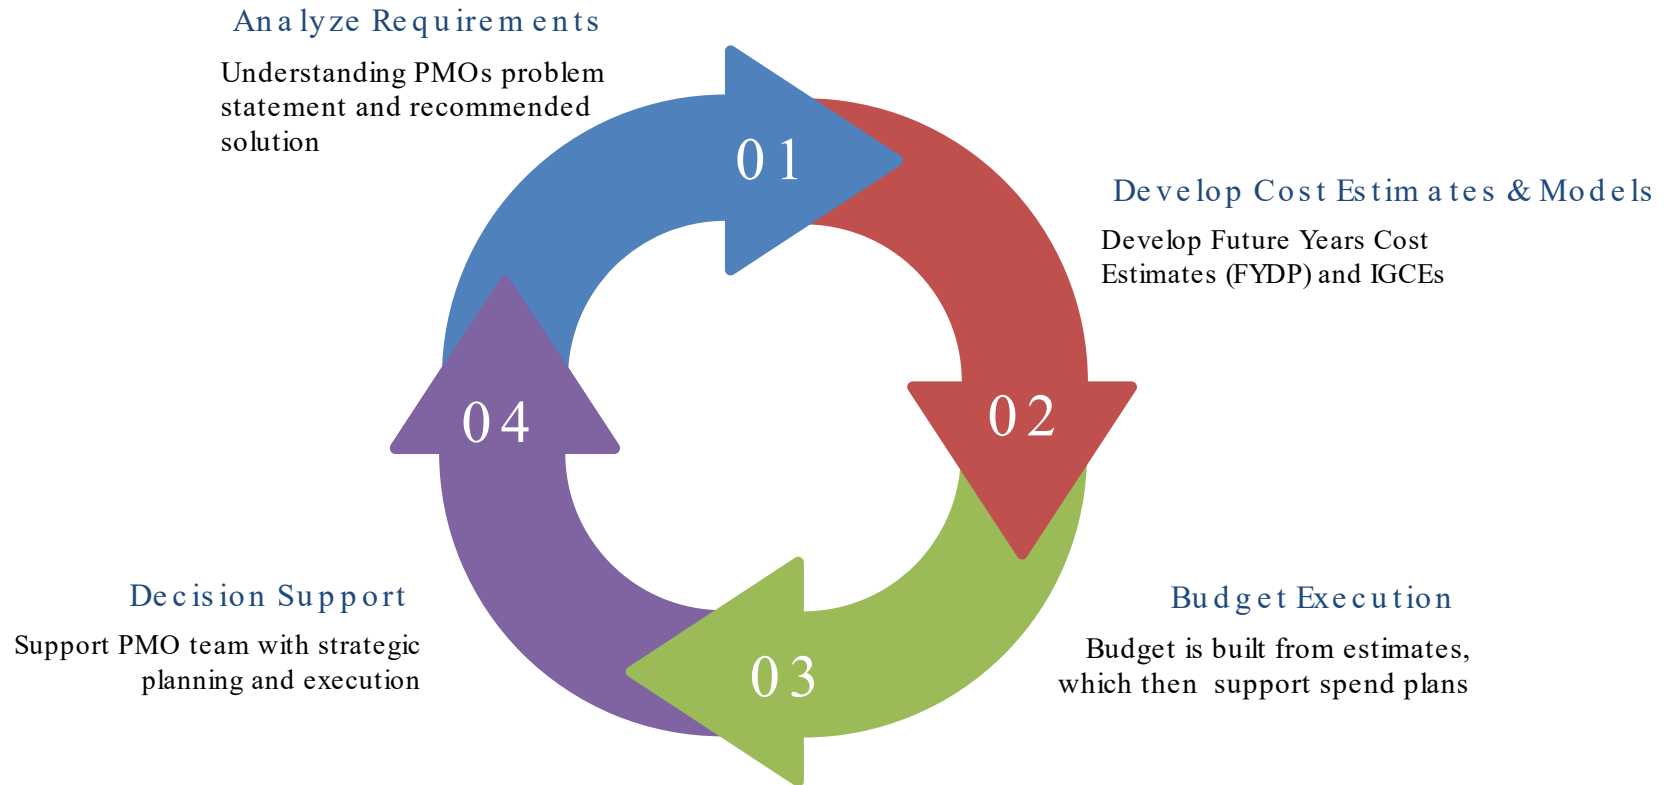 Analyze Requirements
Understanding PMOs problem
statement and recommended
solution
01
Develop Cost Estimates & Models
Develop Future Years Cost
Estimates (FYDP) and IGCEs
02
Budget Execution
Budget is built from estimates,
which then support spend plans
03
Decision Support
Support PMO team with strategic
planning and execution
04